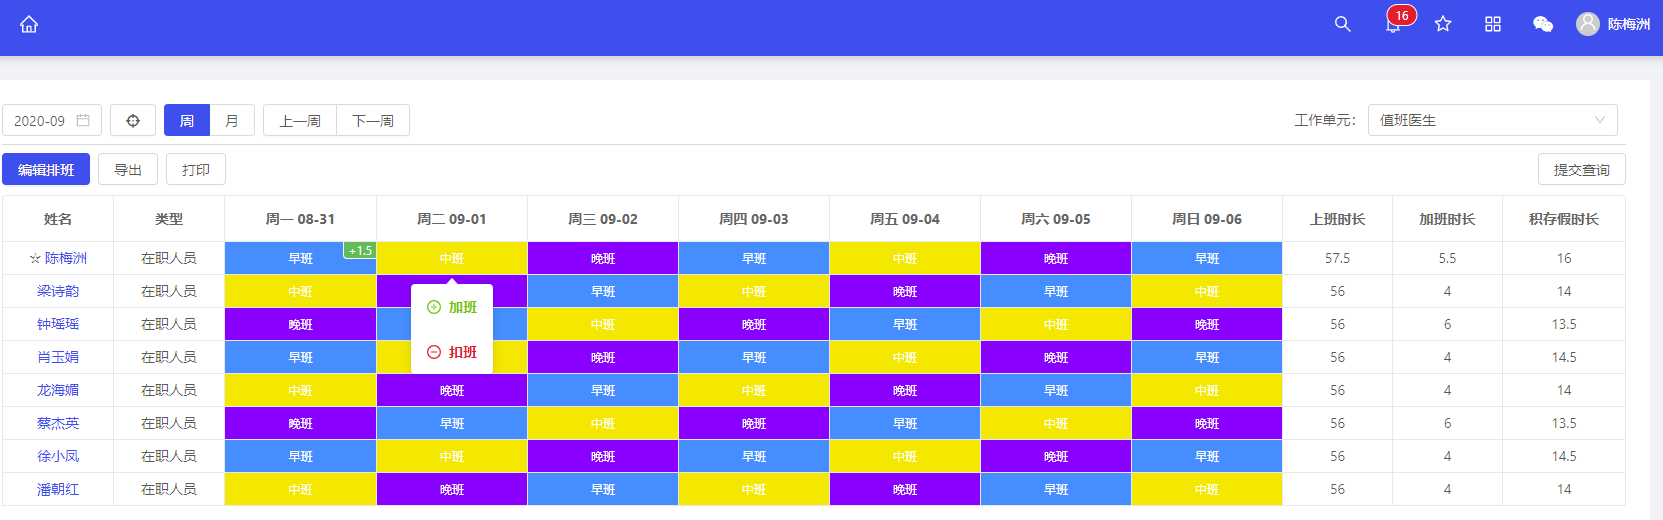 16 陈梅洲
2020-09 周 月 上一周 下一周 工作单元: 值班医生
编辑排班 导出 打印 提交查询
姓名 类型 周一 08-31 周二 09-01 周三 09-02 周四 09-03 周五 09-04 周六 09-05 周日 09-06 上班时长 加班时长 积存假时长
☆ 陈梅洲 在职人员 早班 +1.5 中班 晚班 早班 中班 晚班 早班 57.5 5.5 16
梁诗韵 在职人员 中班 早班 中班 晚班 早班 中班 56 4 14
加班
钟瑶瑶 在职人员 晚班 中班 晚班 早班 中班 晚班 56 6 13.5
肖玉娟 在职人员 早班 晚班 早班 中班 晚班 早班 56 4 14.5
扣班
龙海媚 在职人员 中班 晚班 早班 中班 晚班 早班 中班 56 4 14
蔡杰英 在职人员 晚班 早班 中班 晚班 早班 中班 晚班 56 6 13.5
徐小凤 在职人员 早班 中班 晚班 早班 中班 晚班 早班 56 4 14.5
潘朝红 在职人员 中班 晚班 早班 中班 晚班 早班 中班 56 4 14